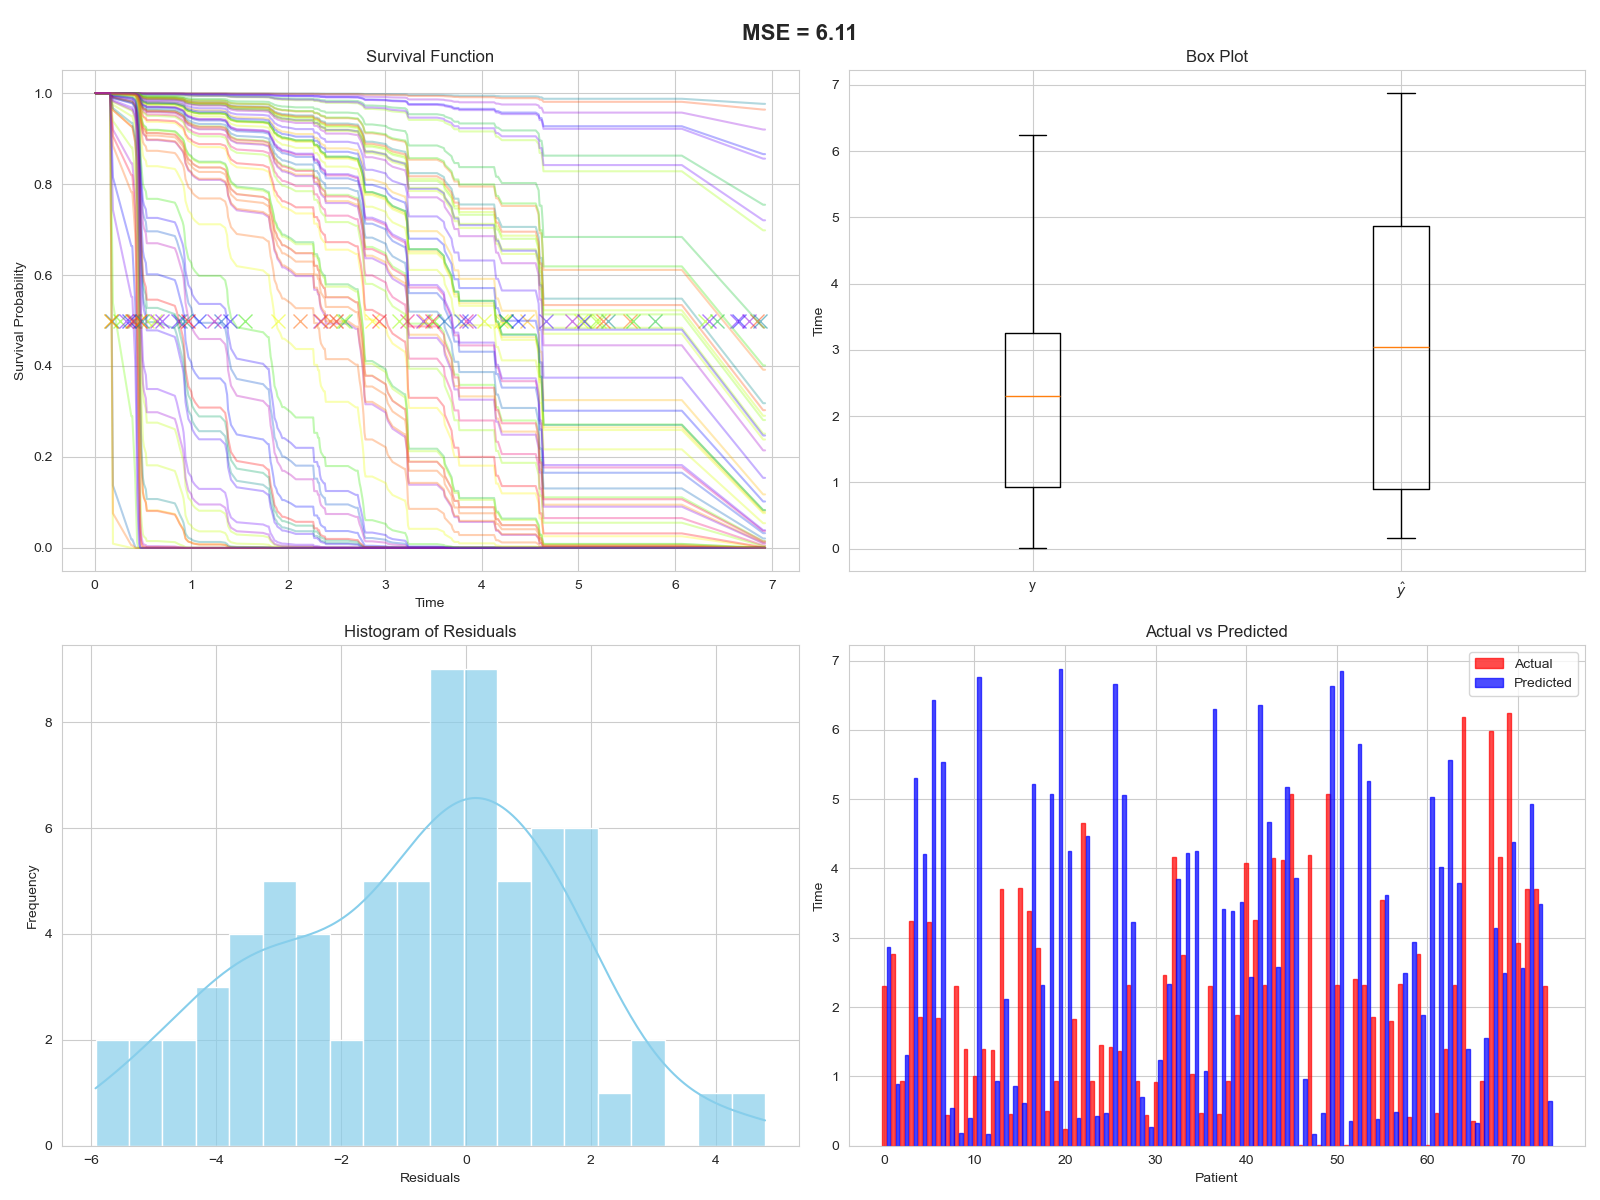 MSE = 6.11
Survival Function
1.0
0.8
0.6
0.4
0.2
0.0
Survival Probability
0 1 2 3 4 5 6 7
Time
Box Plot
7
6
5
4
3
2
1
0
Time
y ŷ
Histogram of Residuals
8
6
4
2
0
Frequency
−6 −4 −2 0 2 4
Residuals
Actual vs Predicted
Actual
Predicted
7
6
5
4
3
2
1
0
Time
0 10 20 30 40 50 60 70
Patient